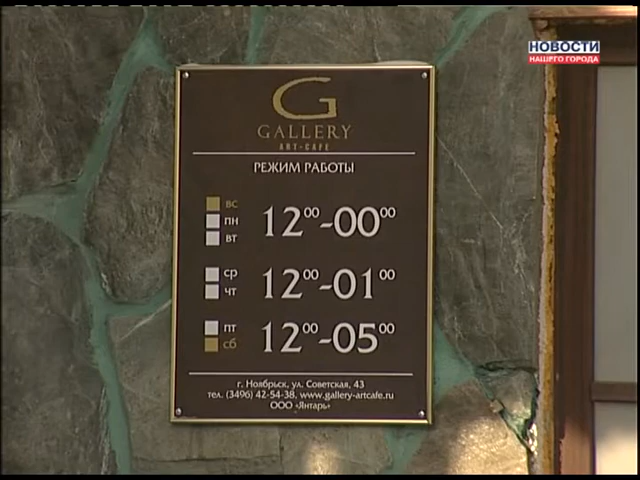 НОВОСТИ
НАШЕГО ГОРОДА
G
GALLERY
ART-CAFE
РЕЖИМ РАБОТЫ
вс
пн 12⁰⁰-00⁰⁰
вт
ср 12⁰⁰-01⁰⁰
чт
пт 12⁰⁰-05⁰⁰
сб
г. Ноябрьск, ул. Советская, 43
тел. (3496) 42-54-38, www.gallery-artcafe.ru
ООО «Янтарь»